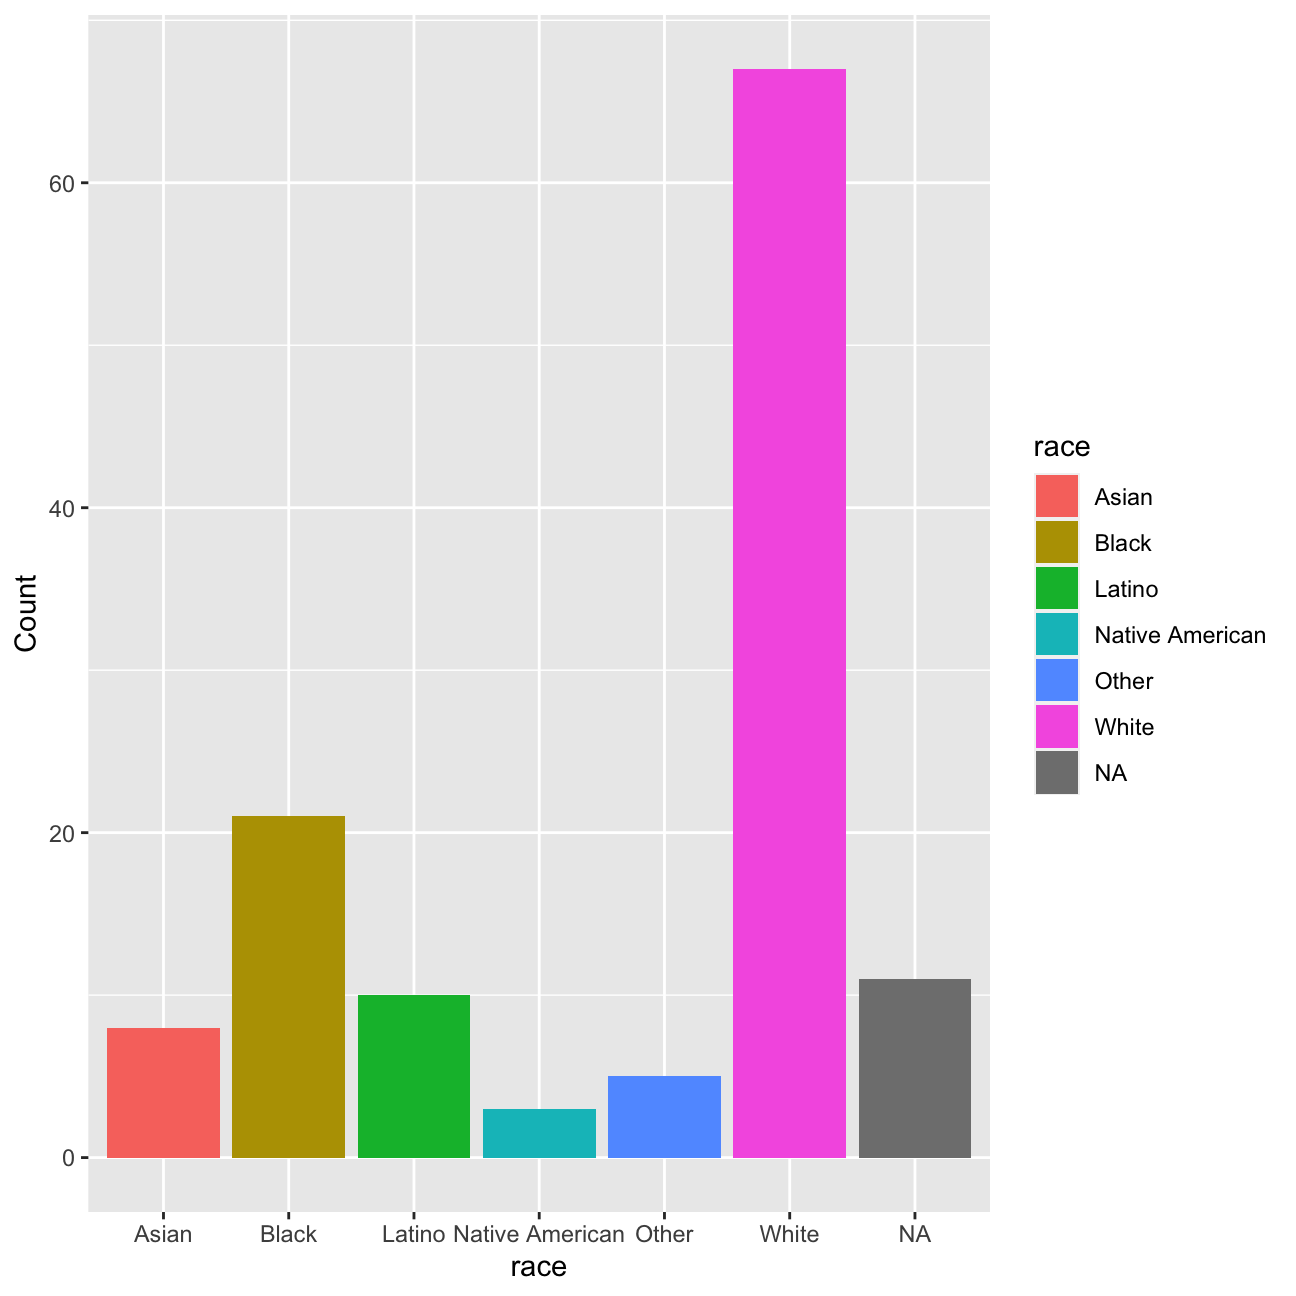 60
40
20
0
Count
Asian Black Latino Native American Other White NA
race
race
Asian
Black
Latino
Native American
Other
White
NA